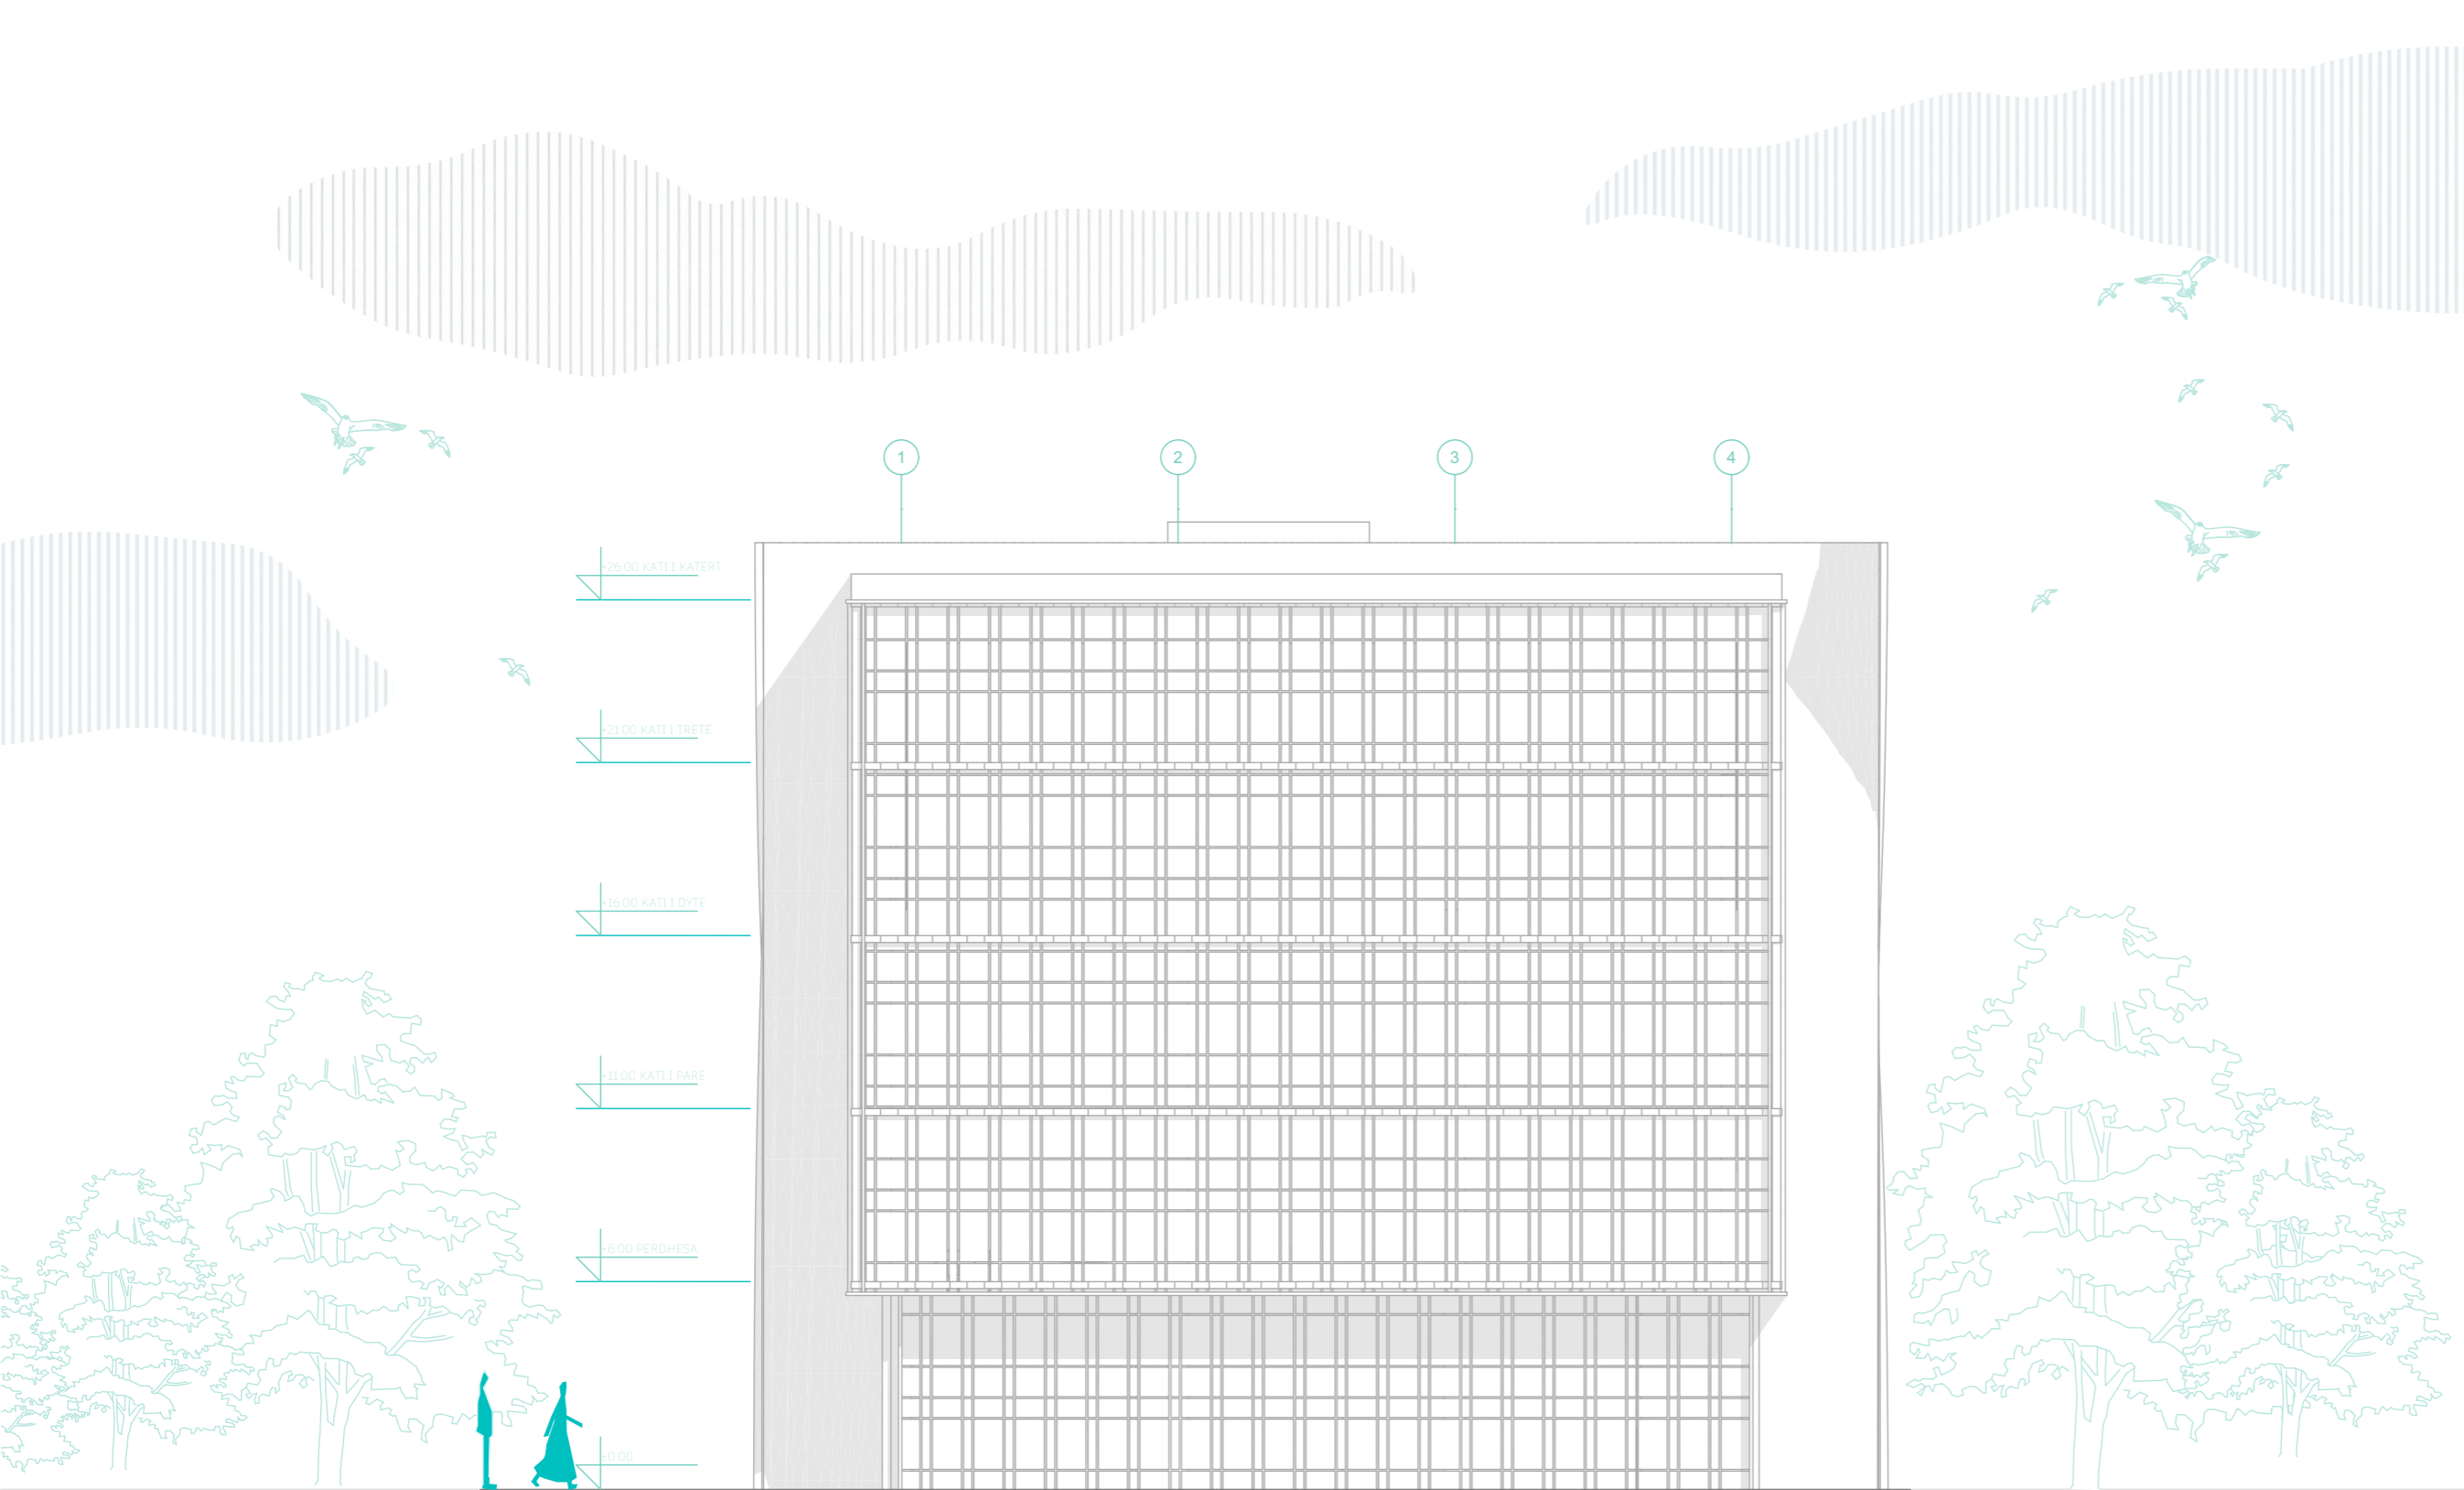 1 2 3 4
+26.00 KATI I KATERT
+21.00 KATI I TRETE
+16.00 KATI I DYTE
+11.00 KATI I PARE
+6.00 PERDHESA
+0.00